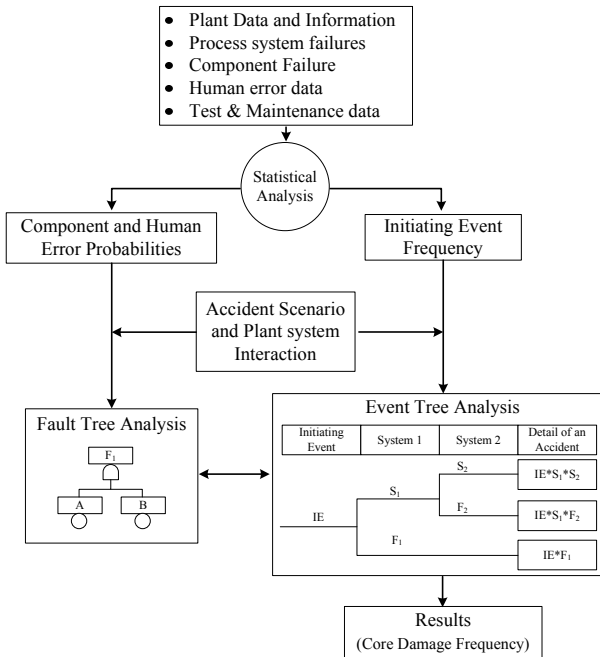 • Plant Data and Information
• Process system failures
• Component Failure
• Human error data
• Test & Maintenance data
Statistical
Analysis
Component and Human
Error Probabilities
Initiating Event
Frequency
Accident Scenario
and Plant system
Interaction
Fault Tree Analysis
F₁
A
B
Event Tree Analysis
Initiating
Event
System 1
System 2
Detail of an
Accident
IE
S₁
F₁
S₂
F₂
IE*S₁*S₂
IE*S₁*F₂
IE*F₁
Results
(Core Damage Frequency)